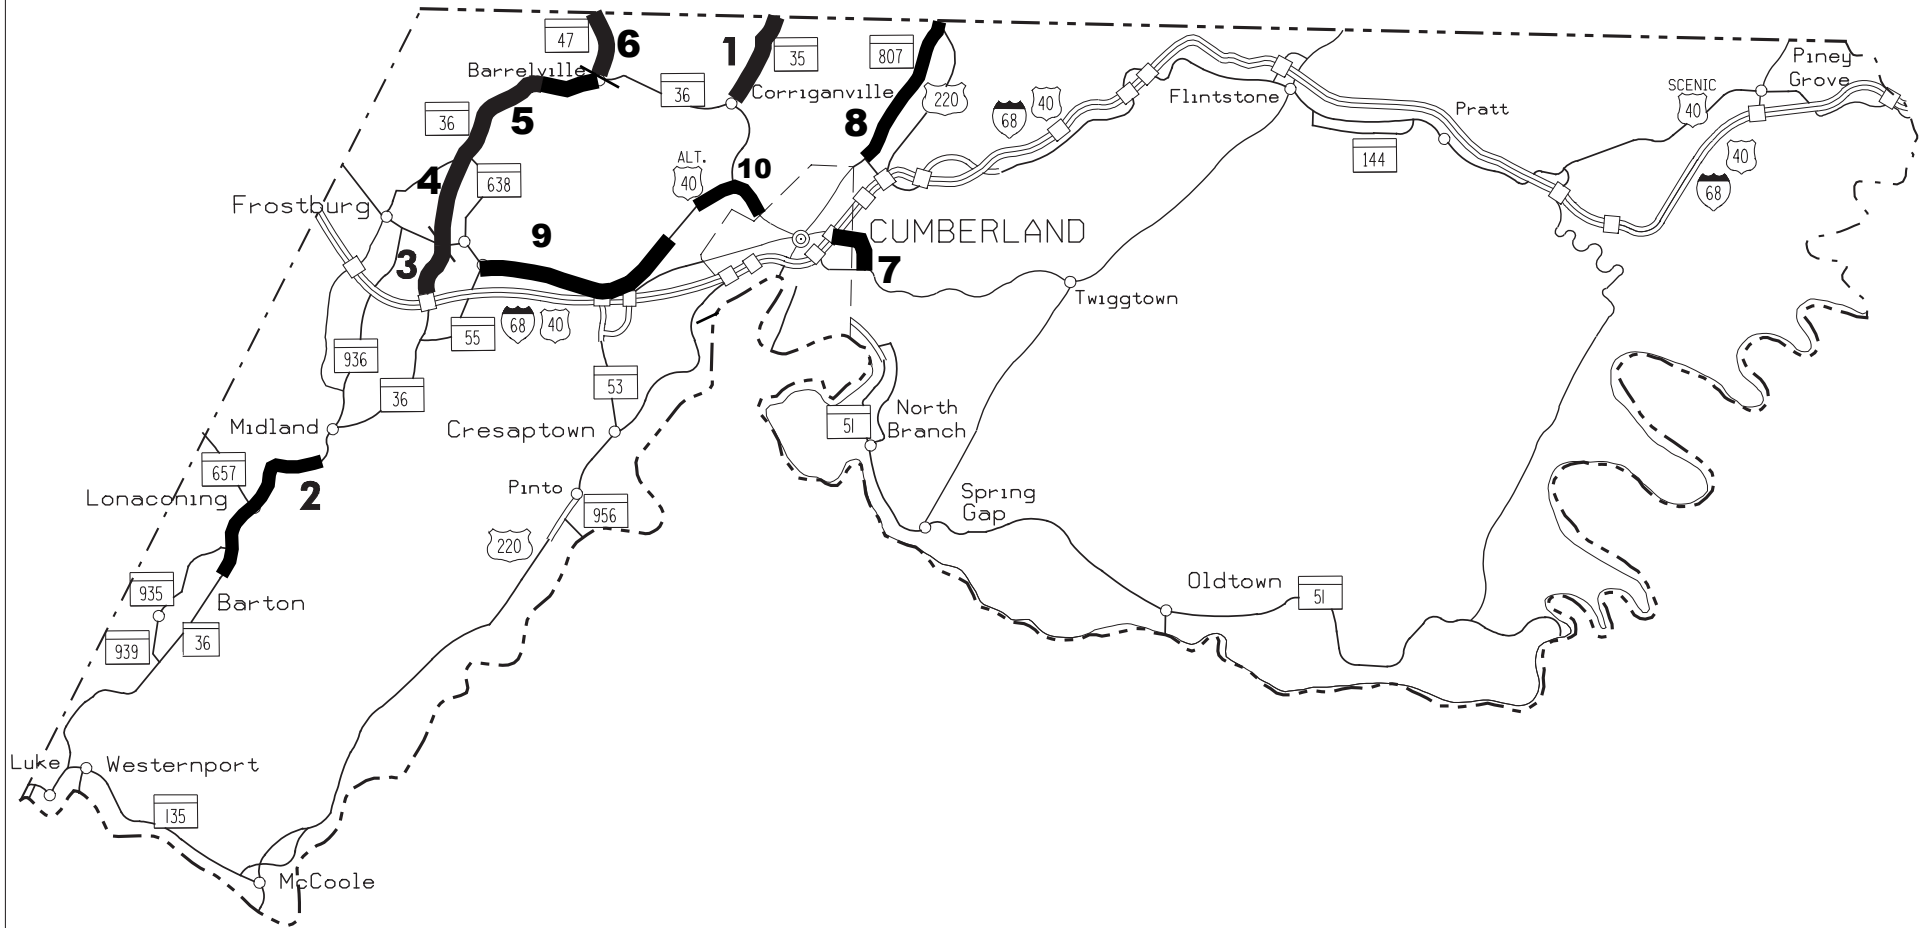 47
6
1
35
807
Barrelville
36
Corriganville
220
68
40
Flintstone
Pratt
SCENIC
40
Piney
Grove
36
5
8
144
40
68
4
638
ALT.
40
10
Frostburg
9
CUMBERLAND
3
7
Twiggtown
55
68
40
936
36
53
Midland
Cresaptown
51
North
Branch
657
Lonaconing
2
Pinto
956
220
Spring
Gap
935
Barton
Oldtown
51
939
36
Luke
Westernport
135
McCoole